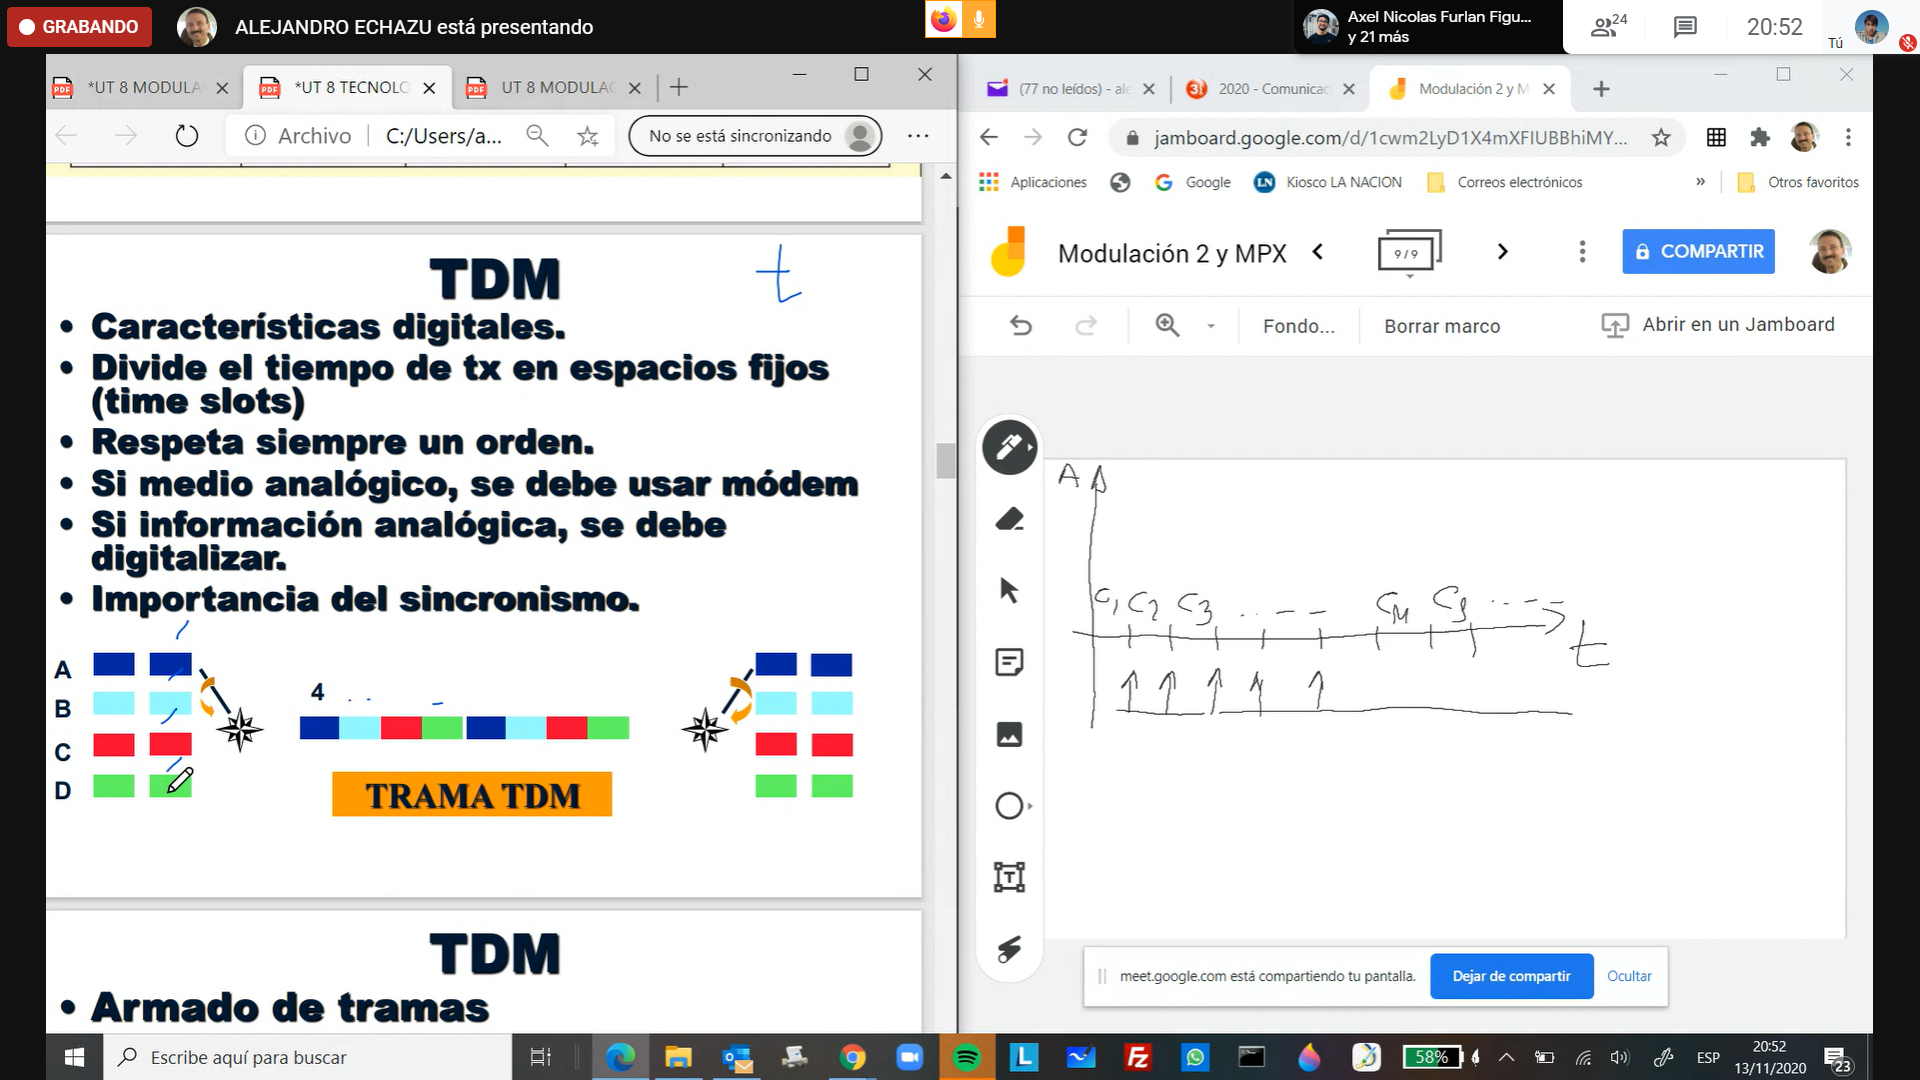 GRABANDO
ALEJANDRO ECHAZU está presentando
Axel Nicolas Furlan Figu...
y 21 más
24
20:52
Tú
*UT 8 MODULA
*UT 8 TECNOLO
UT 8 MODULAC
Archivo
C:/Users/a...
No se está sincronizando
TDM
t
• Características digitales.
• Divide el tiempo de tx en espacios fijos
(time slots)
• Respeta siempre un orden.
• Si medio analógico, se debe usar módem
• Si información analógica, se debe
digitalizar.
• Importancia del sincronismo.
A
B
C
D
4
TRAMA TDM
TDM
• Armado de tramas
(77 no leídos) - ale
2020 - Comunicac
Modulación 2 y M
jamboard.google.com/d/1cwm2LyD1X4mXFIUBBhiMY...
Aplicaciones
Google
Kiosco LA NACION
Correos electrónicos
»
Otros favoritos
Modulación 2 y MPX
9/9
COMPARTIR
Fondo...
Borrar marco
Abrir en un Jamboard
A
C1 C2 C3
t
meet.google.com está compartiendo tu pantalla.
Dejar de compartir
Ocultar
Escribe aquí para buscar
58%
ESP
20:52
13/11/2020
23